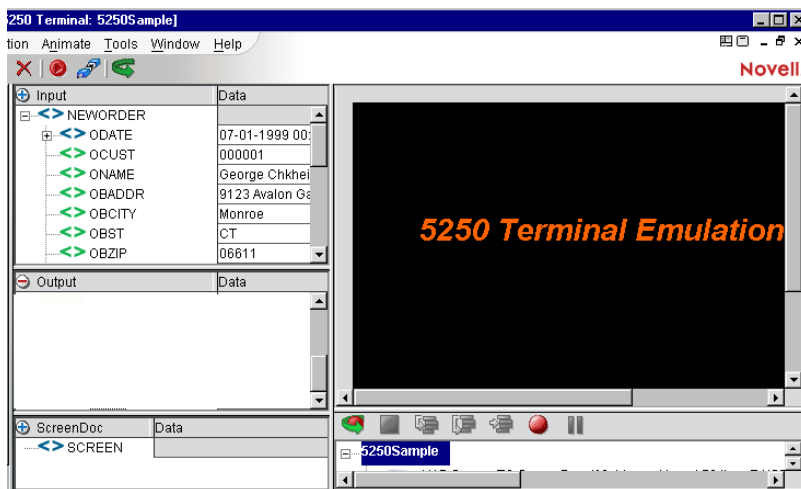 5250 Terminal: 5250Sample]
tion Animate Tools Window Help
Novell
Input Data
NEWORDER
ODATE 07-01-1999 00:
OCUST 000001
ONAME George Chkhei
OBADDR 9123 Avalon Ga
OBCITY Monroe
OBST CT
OBZIP 06611
5250 Terminal Emulation
Output Data
ScreenDoc Data
SCREEN
5250Sample